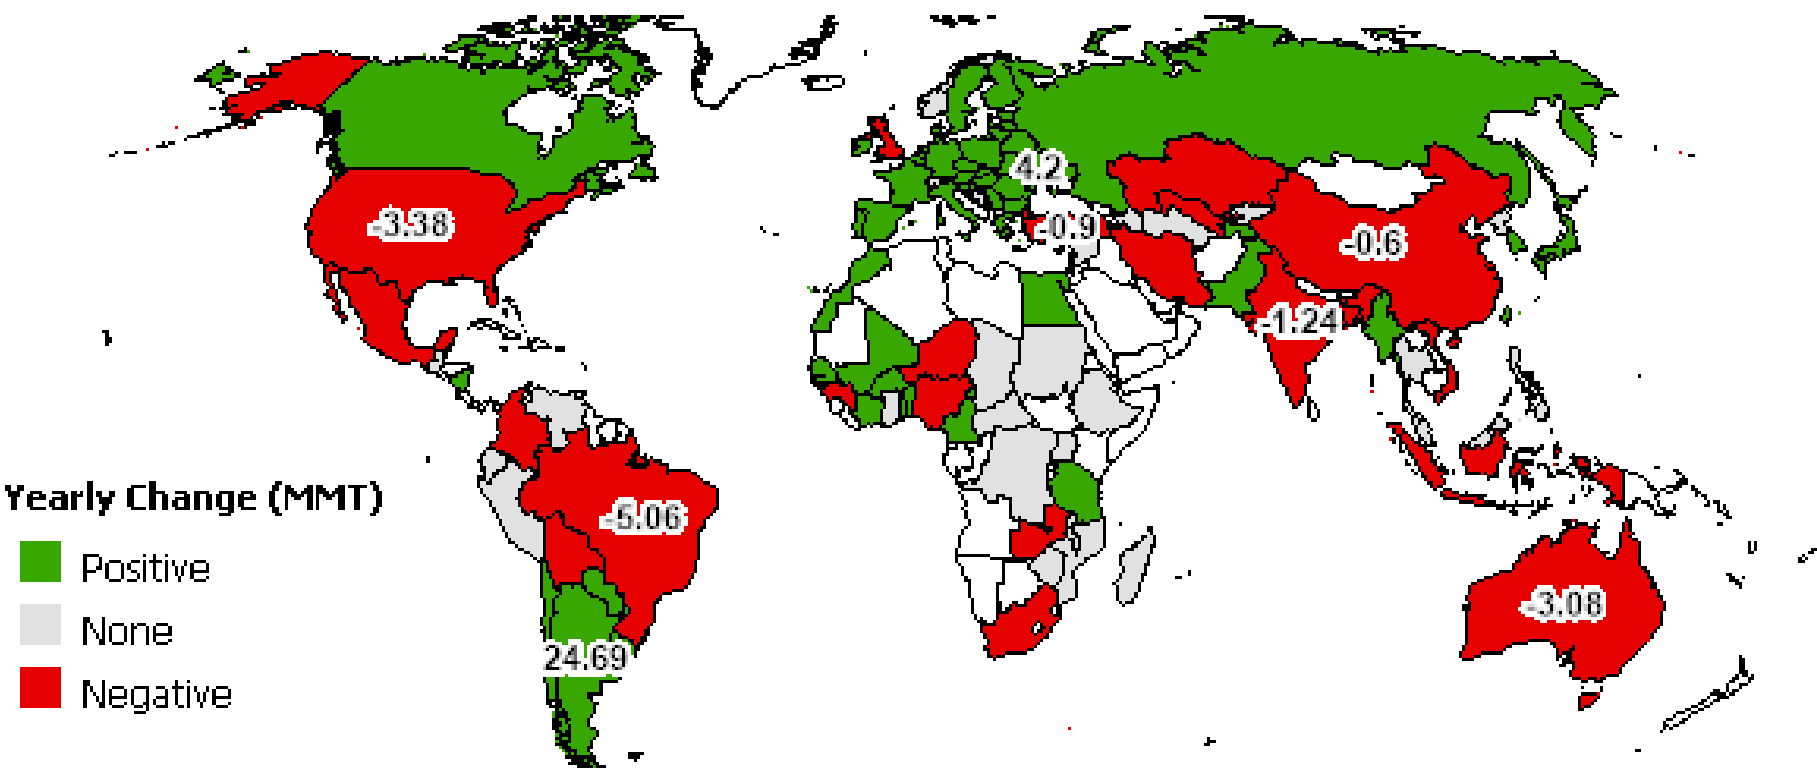 4.2
-3.38
-0.9
-0.6
-1.24
Yearly Change (MMT)
-5.06
Positive
-3.08
None
24.69
Negative